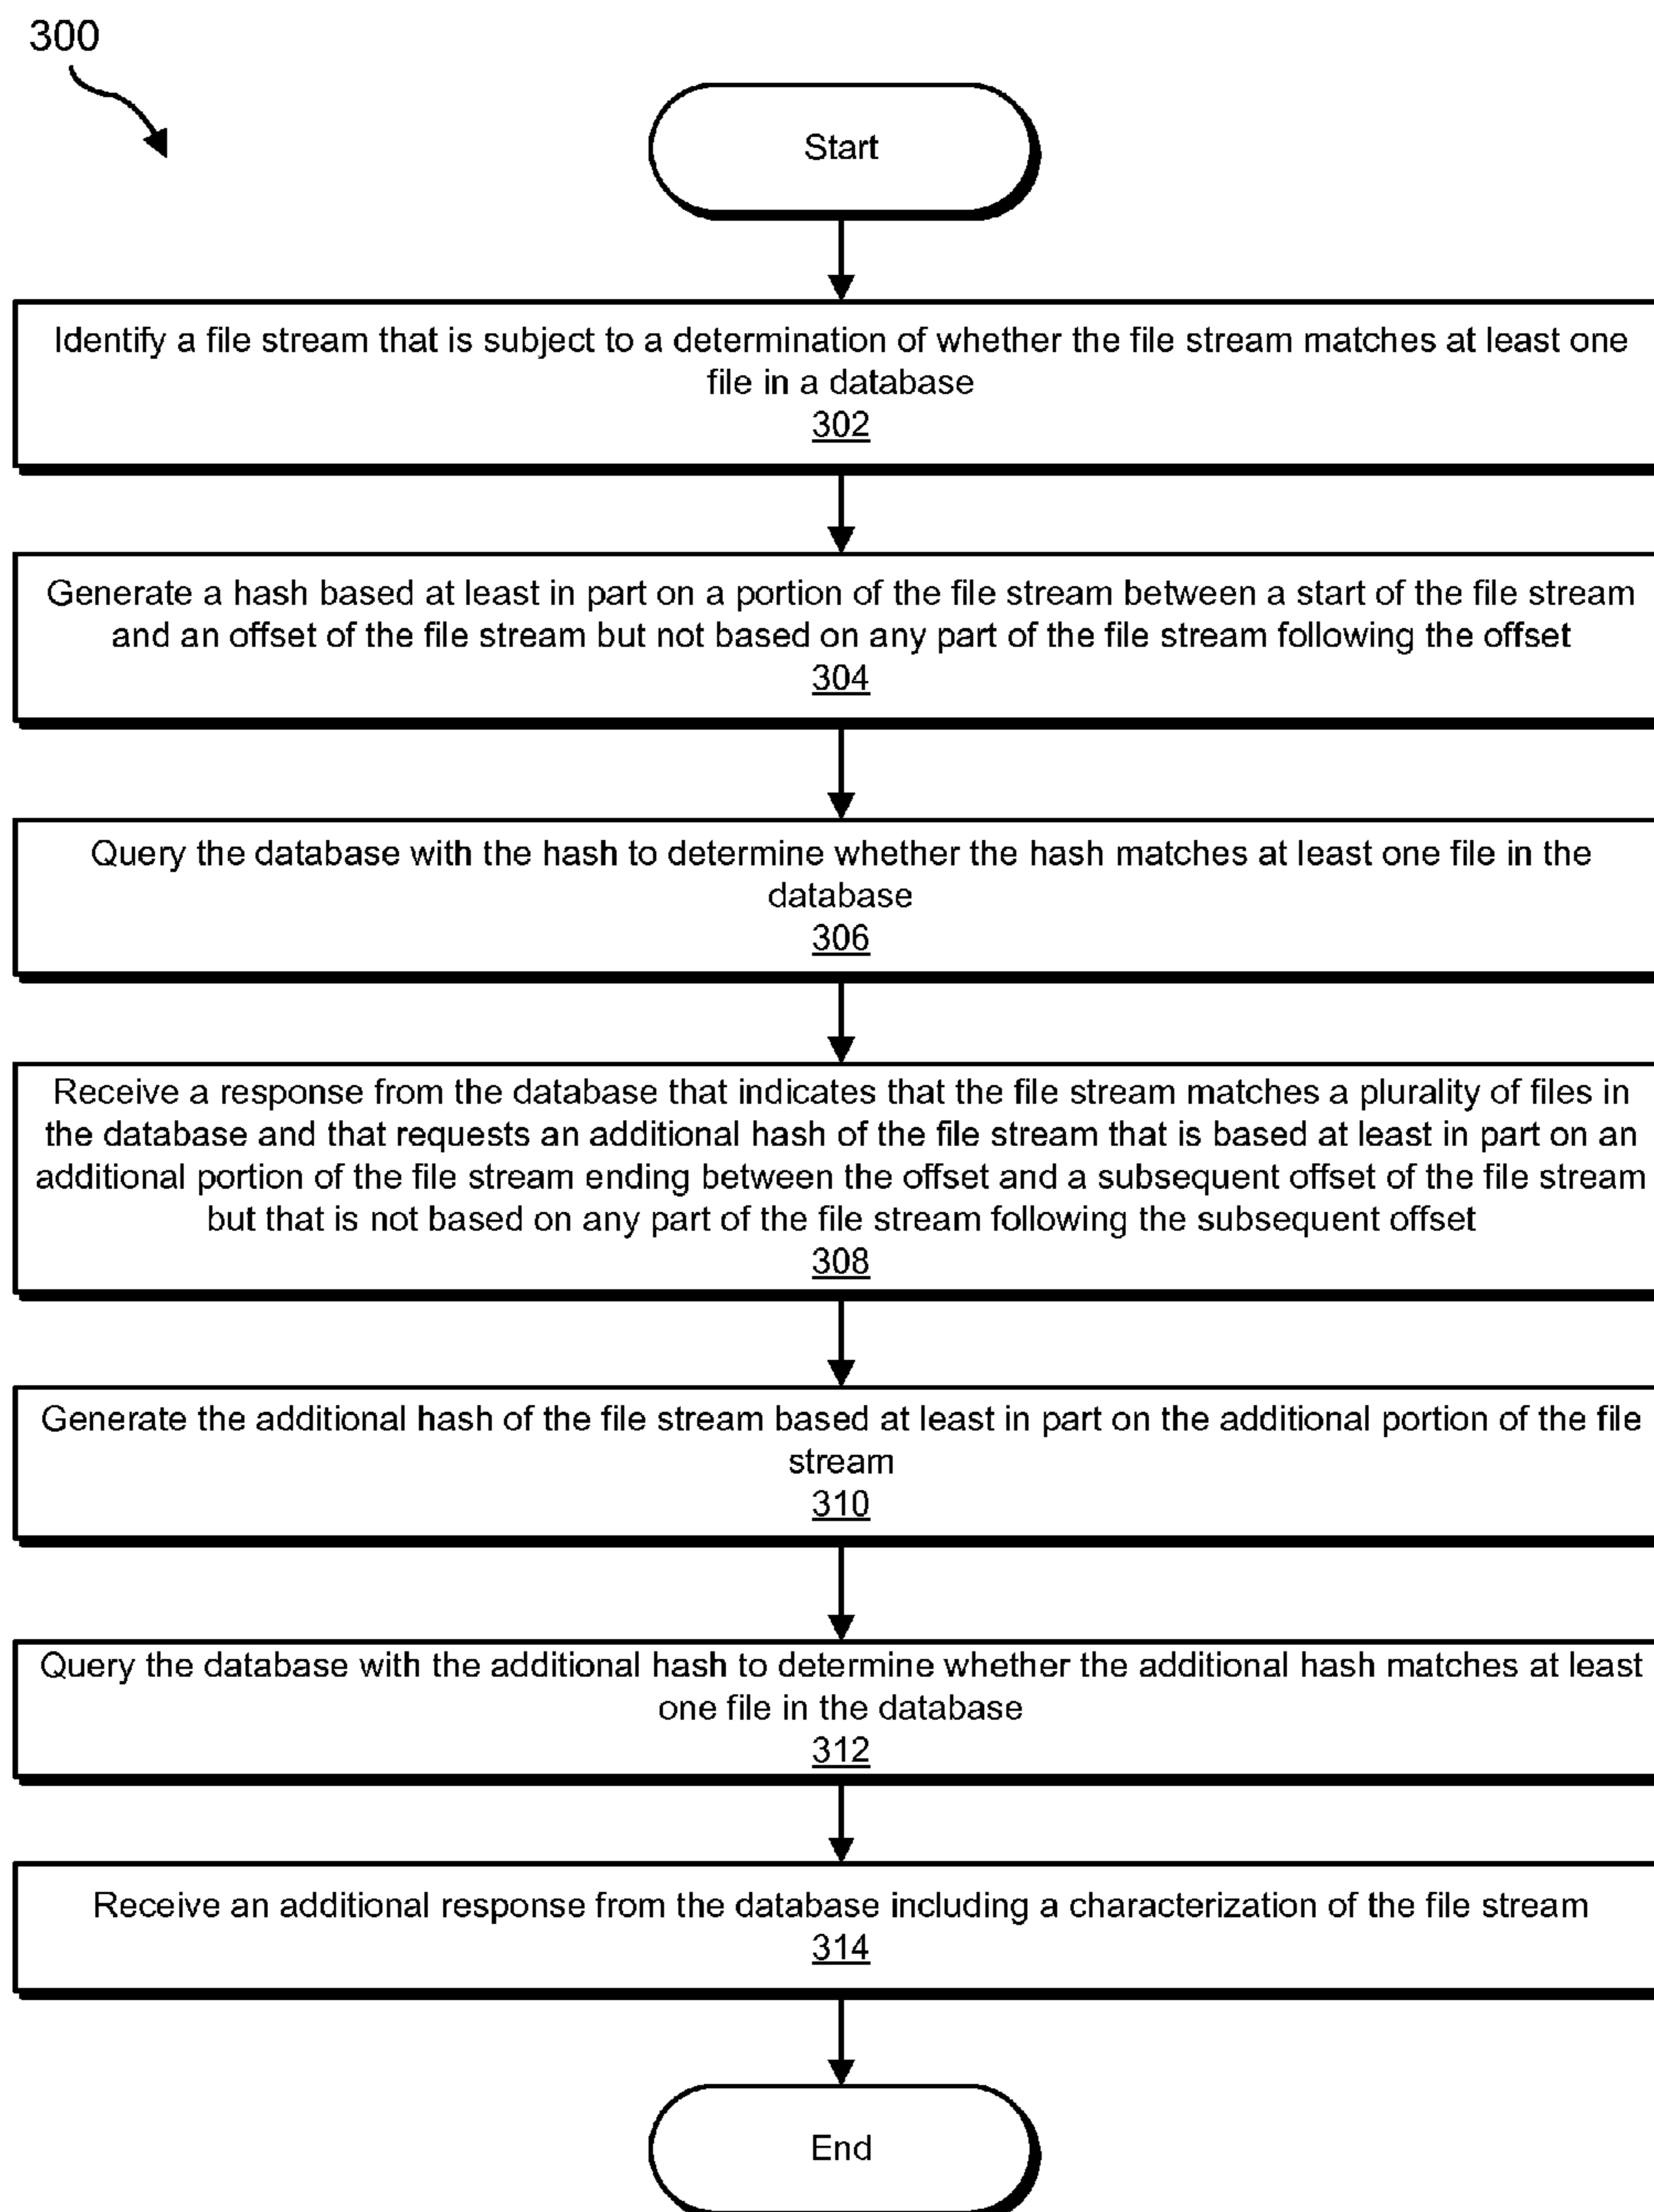 300
Start
Identify a file stream that is subject to a determination of whether the file stream matches at least one
file in a database
302
Generate a hash based at least in part on a portion of the file stream between a start of the file stream
and an offset of the file stream but not based on any part of the file stream following the offset
304
Query the database with the hash to determine whether the hash matches at least one file in the
database
306
Receive a response from the database that indicates that the file stream matches a plurality of files in
the database and that requests an additional hash of the file stream that is based at least in part on an
additional portion of the file stream ending between the offset and a subsequent offset of the file stream
but that is not based on any part of the file stream following the subsequent offset
308
Generate the additional hash of the file stream based at least in part on the additional portion of the file
stream
310
Query the database with the additional hash to determine whether the additional hash matches at least
one file in the database
312
Receive an additional response from the database including a characterization of the file stream
314
End